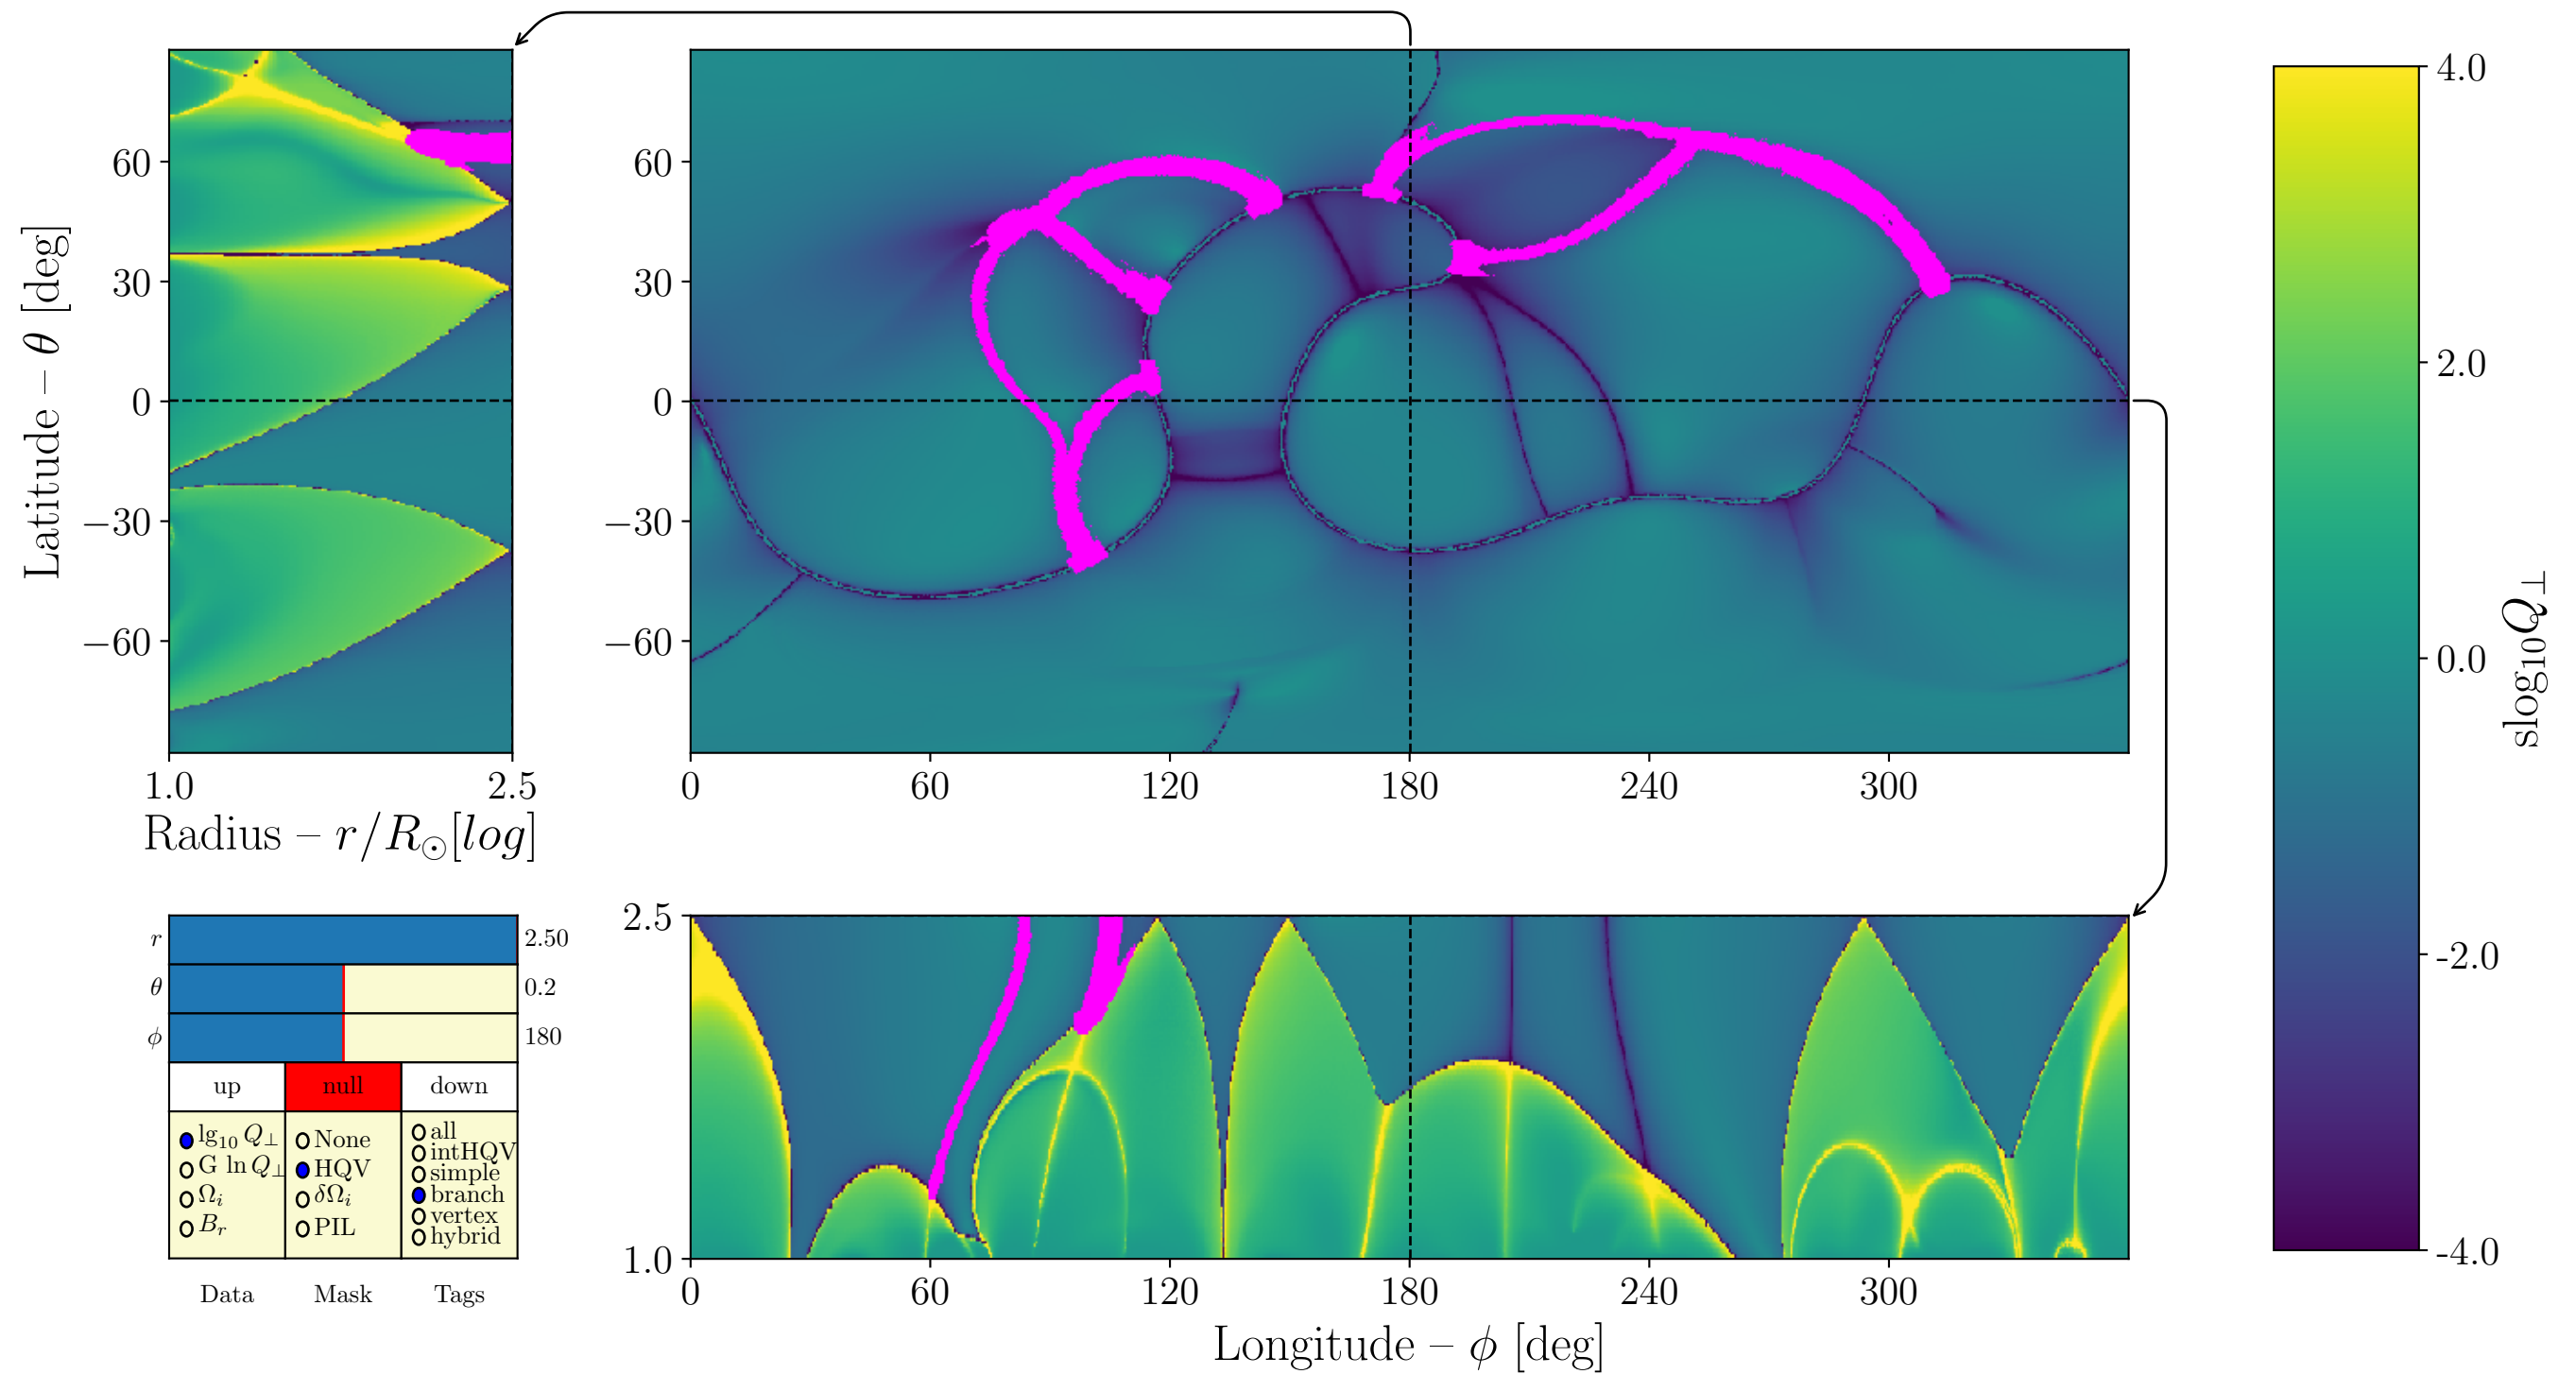 60
30
0
−30
−60
Latitude – θ [deg]
1.0 2.5
Radius – r/R⊙[log]
60
30
0
−30
−60
0 60 120 180 240 300
4.0
2.0
0.0
-2.0
-4.0
slog₁₀Q⊥
r 2.50
θ 0.2
ϕ 180
up null down
lg₁₀ Q⊥
G ln Q⊥
Ωᵢ
Bᵣ
None
HQV
δΩᵢ
PIL
all
intHQV
simple
branch
vertex
hybrid
Data Mask Tags
2.5
1.0
0 60 120 180 240 300
Longitude – ϕ [deg]